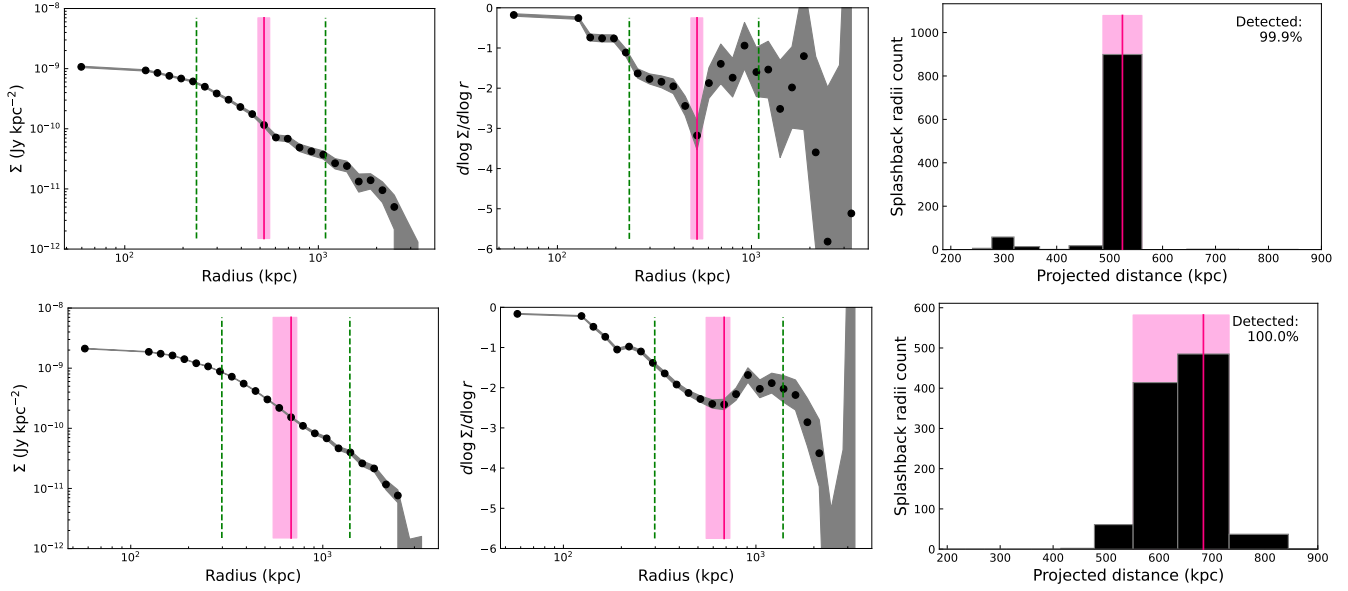 10⁻⁸
10⁻⁹
10⁻¹⁰
10⁻¹¹
10⁻¹²
Σ (Jy kpc⁻²)
10² 10³
Radius (kpc)
0
−1
−2
−3
−4
−5
−6
d log Σ/d log r
10² 10³
Radius (kpc)
Detected:
99.9%
1000
800
600
400
200
0
Splashback radii count
200 300 400 500 600 700 800 900
Projected distance (kpc)
10⁻⁸
10⁻⁹
10⁻¹⁰
10⁻¹¹
10⁻¹²
Σ (Jy kpc⁻²)
10² 10³
Radius (kpc)
0
−1
−2
−3
−4
−5
−6
d log Σ/d log r
10² 10³
Radius (kpc)
Detected:
100.0%
600
500
400
300
200
100
0
Splashback radii count
200 300 400 500 600 700 800 900
Projected distance (kpc)